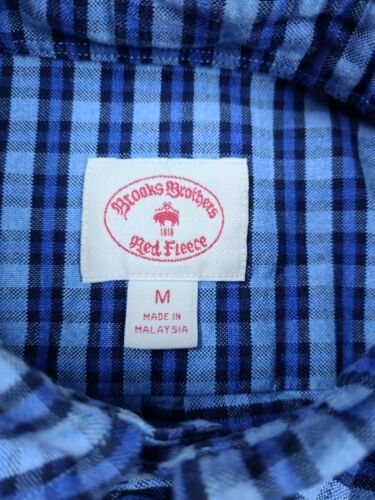 Brooks Brothers
1818
Red Fleece
M
MADE IN
MALAYSIA